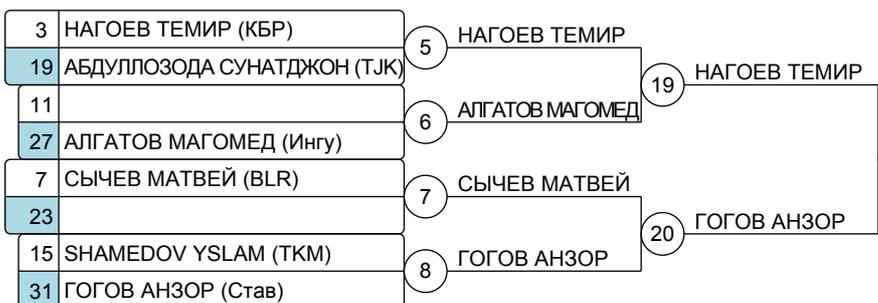 3 НАГОЕВ ТЕМИР (КБР)
19 АБДУЛЛОЗОДА СУНАТДЖОН (TJK)
5 НАГОЕВ ТЕМИР
11
27 АЛГАТОВ МАГОМЕД (Ингу)
6 АЛГАТОВ МАГОМЕД
19 НАГОЕВ ТЕМИР
7 СЫЧЕВ МАТВЕЙ (BLR)
23
7 СЫЧЕВ МАТВЕЙ
15 SHAMEDOV YSLAM (TKM)
31 ГОГОВ АНЗОР (Став)
8 ГОГОВ АНЗОР
20 ГОГОВ АНЗОР